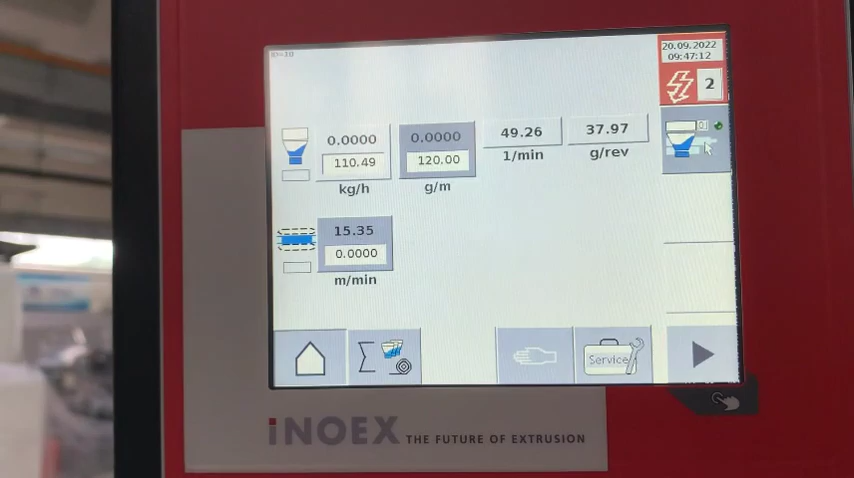 20.09.2022
09:47:12
2
0.0000
110.49
kg/h
0.0000
120.00
g/m
49.26
1/min
37.97
g/rev
15.35
0.0000
m/min
Service
iNOEX THE FUTURE OF EXTRUSION